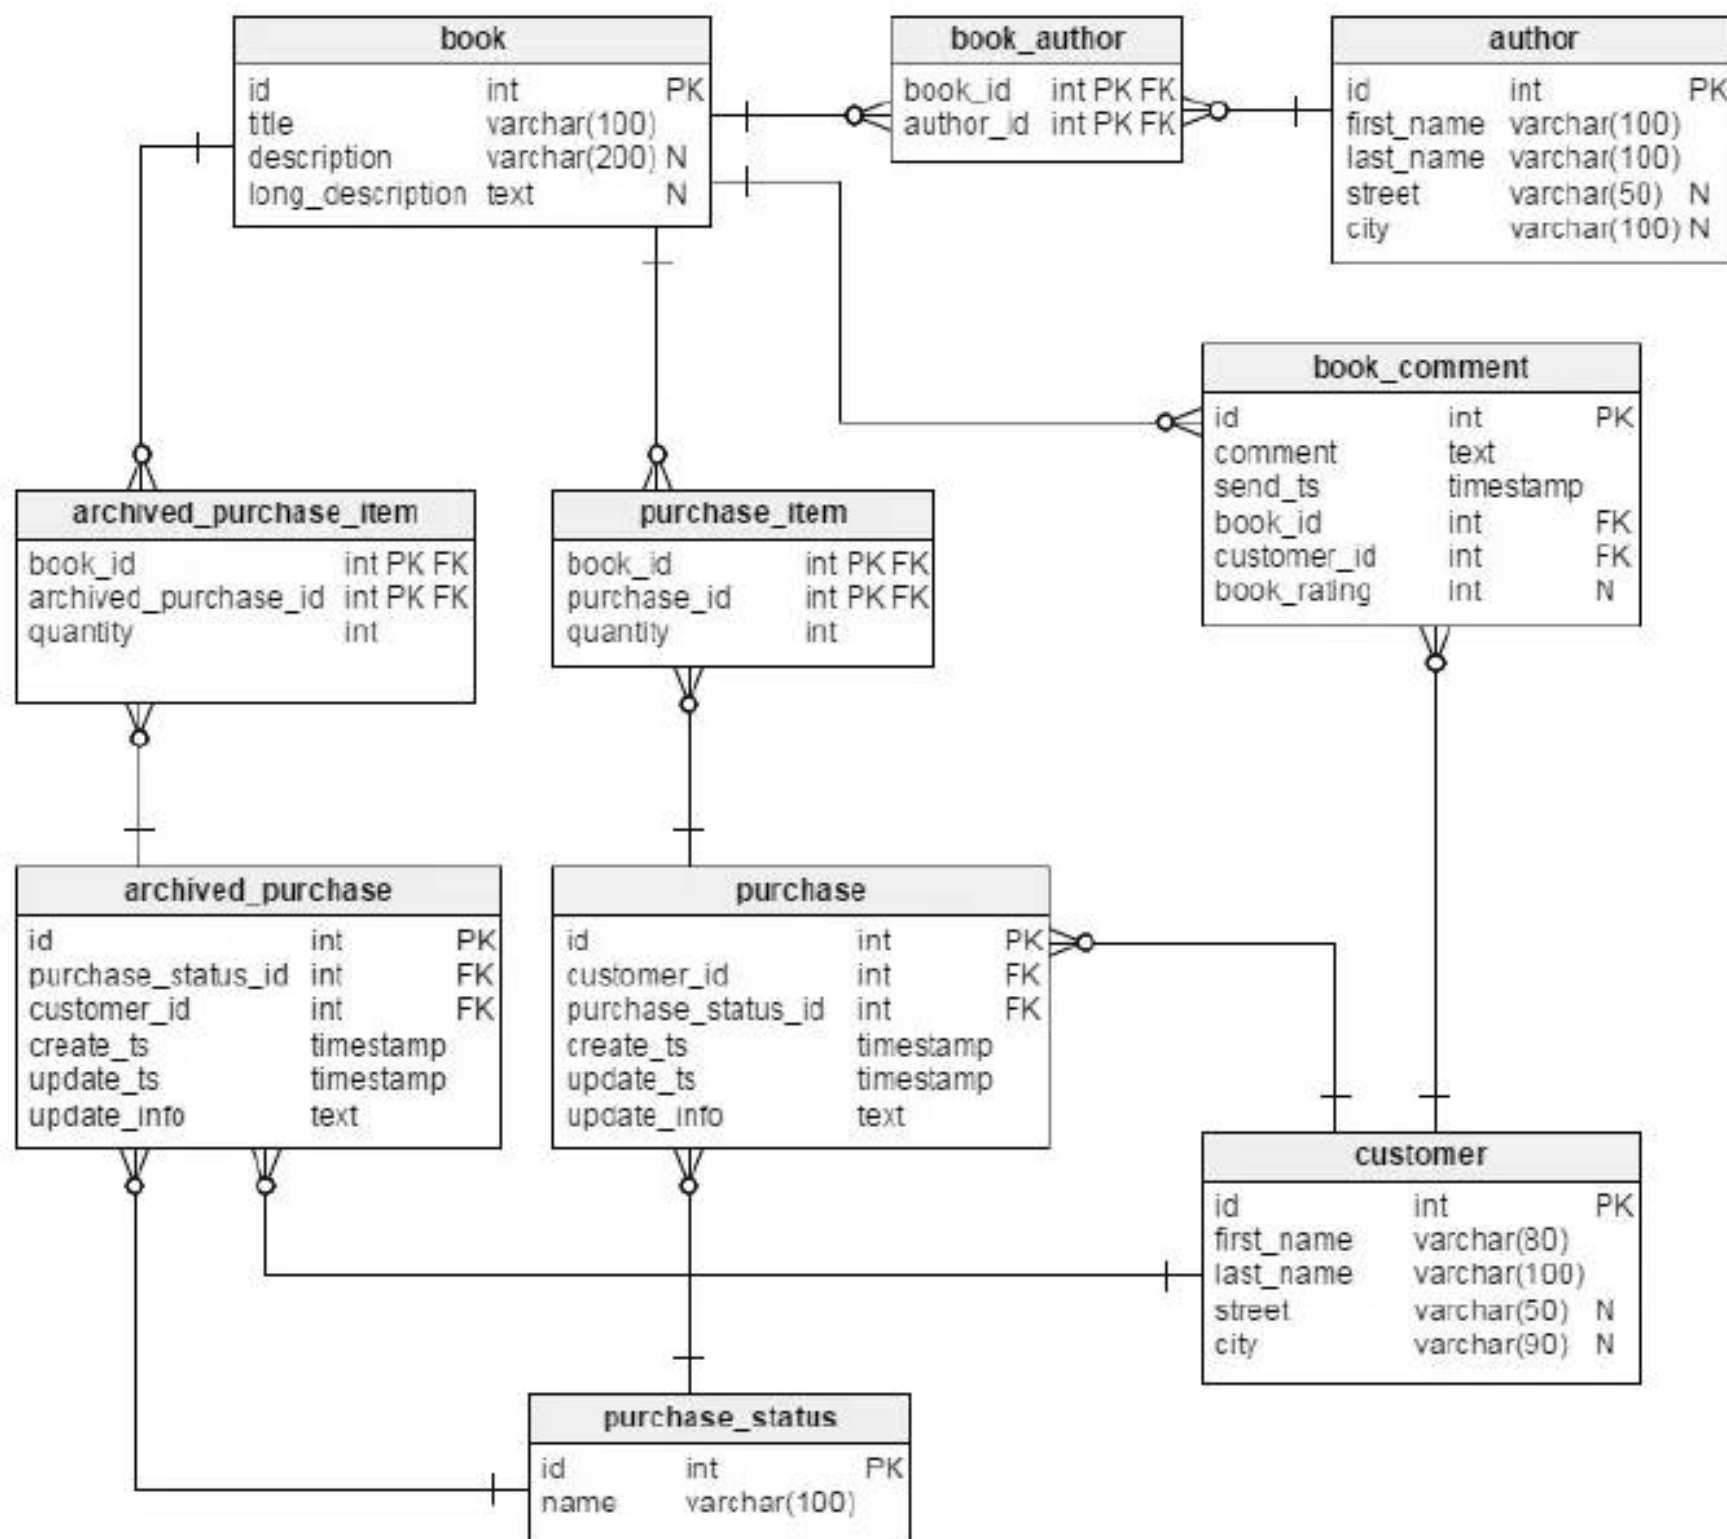 book
id int PK
title varchar(100)
description varchar(200) N
long_description text N
book_author
book_id int PK FK
author_id int PK FK
author
id int PK
first_name varchar(100)
last_name varchar(100)
street varchar(50) N
city varchar(100) N
book_comment
id int PK
comment text
send_ts timestamp
book_id int FK
customer_id int FK
book_rating int N
archived_purchase_item
book_id int PK FK
archived_purchase_id int PK FK
quantity int
purchase_item
book_id int PK FK
purchase_id int PK FK
quantity int
archived_purchase
id int PK
purchase_status_id int FK
customer_id int FK
create_ts timestamp
update_ts timestamp
update_info text
purchase
id int PK
customer_id int FK
purchase_status_id int FK
create_ts timestamp
update_ts timestamp
update_info text
customer
id int PK
first_name varchar(80)
last_name varchar(100)
street varchar(50) N
city varchar(90) N
purchase_status
id int PK
name varchar(100)